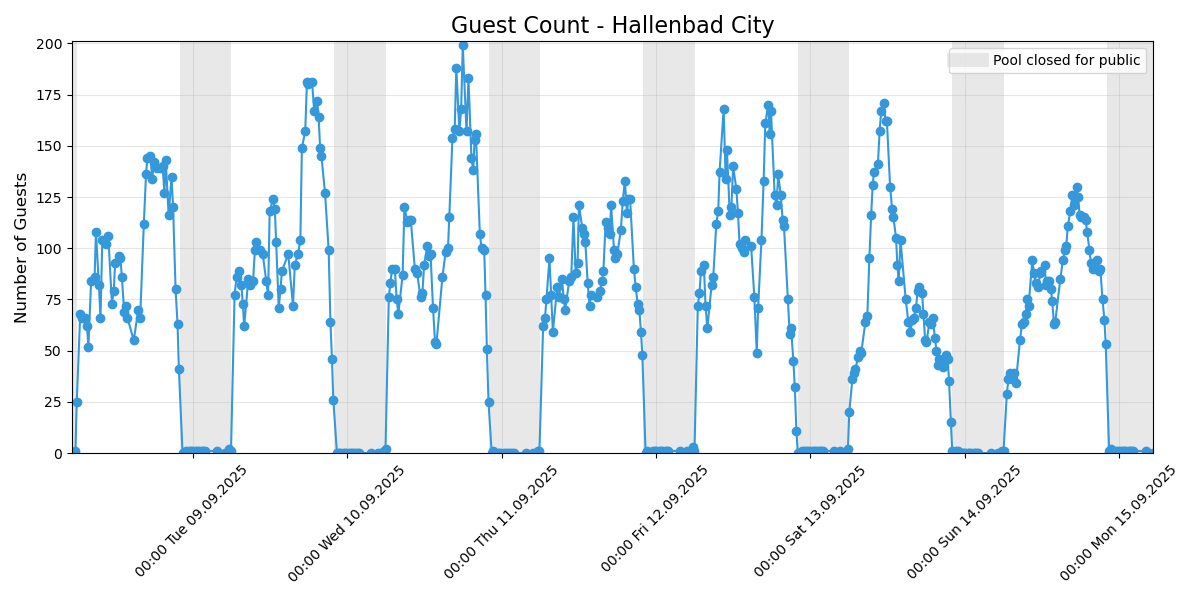 Guest Count - Hallenbad City
Pool closed for public
Number of Guests
200
175
150
125
100
75
50
25
0
00:00 Tue 09.09.2025
00:00 Wed 10.09.2025
00:00 Thu 11.09.2025
00:00 Fri 12.09.2025
00:00 Sat 13.09.2025
00:00 Sun 14.09.2025
00:00 Mon 15.09.2025